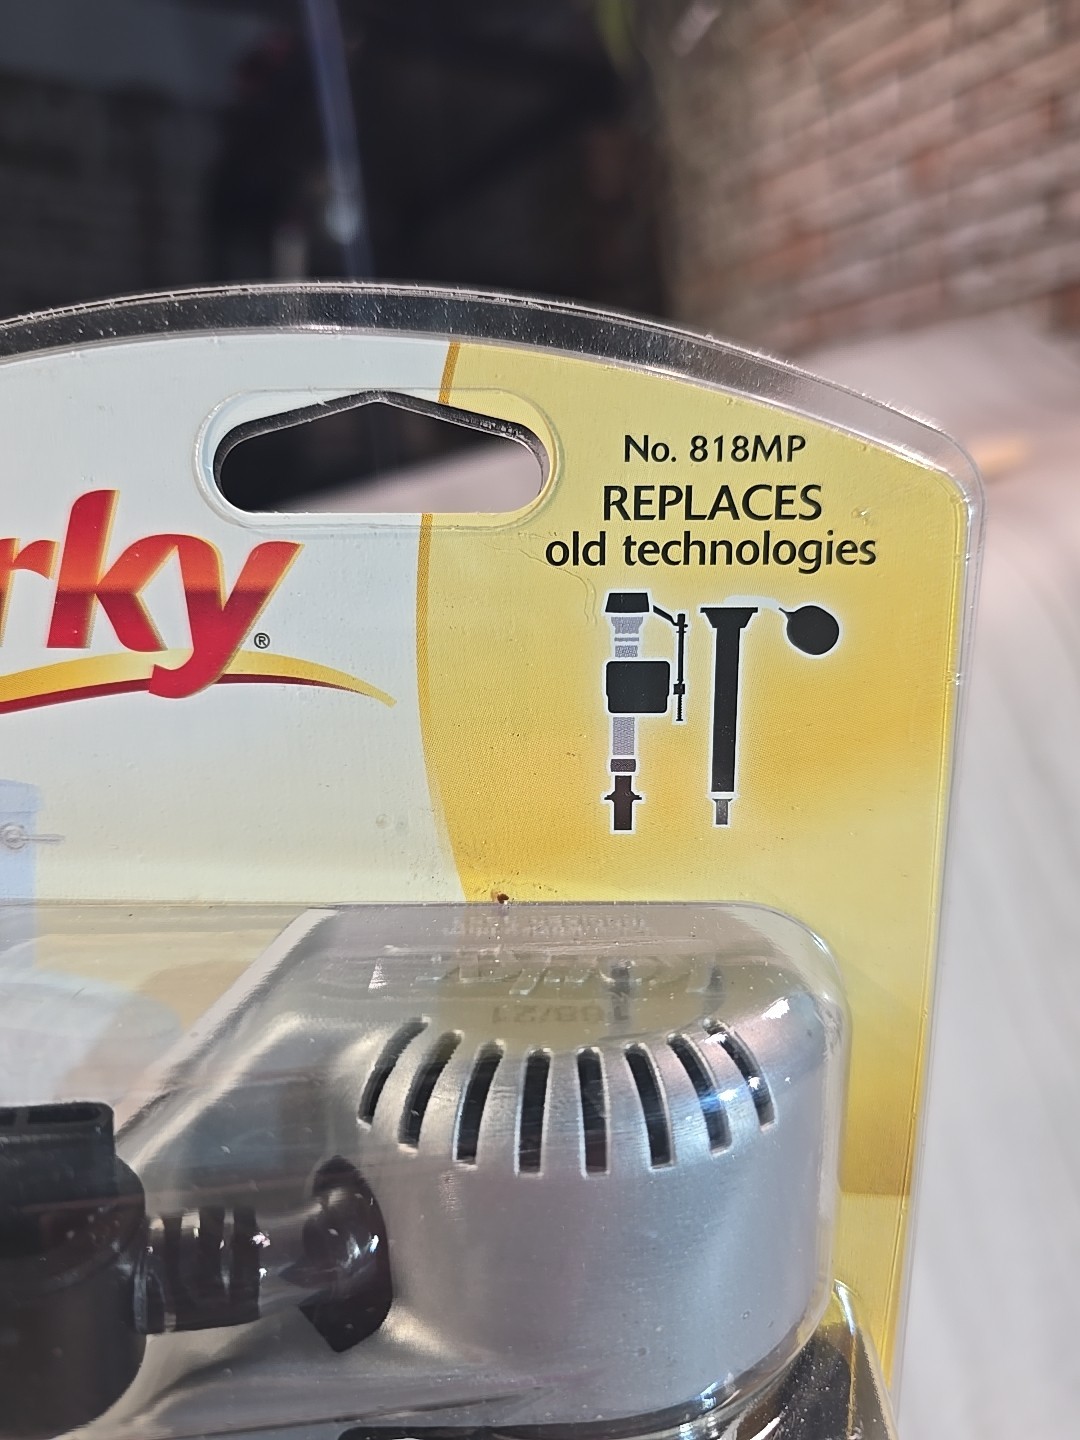 No. 818MP
REPLACES
old technologies
rky®